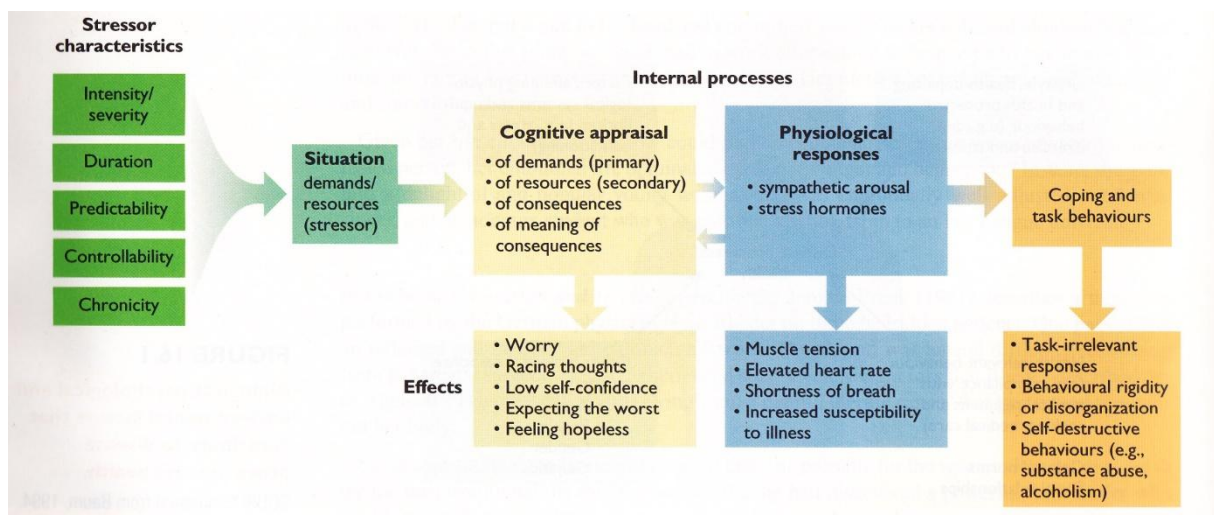 Stressor
characteristics
Intensity/
severity
Duration
Predictability
Controllability
Chronicity
Situation
demands/
resources
(stressor)
Internal processes
Cognitive appraisal
• of demands (primary)
• of resources (secondary)
• of consequences
• of meaning of
consequences
Physiological
responses
• sympathetic arousal
• stress hormones
Coping and
task behaviours
Effects
• Worry
• Racing thoughts
• Low self-confidence
• Expecting the worst
• Feeling hopeless
• Muscle tension
• Elevated heart rate
• Shortness of breath
• Increased susceptibility
to illness
• Task-irrelevant
responses
• Behavioural rigidity
or disorganization
• Self-destructive
behaviours (e.g.,
substance abuse,
alcoholism)